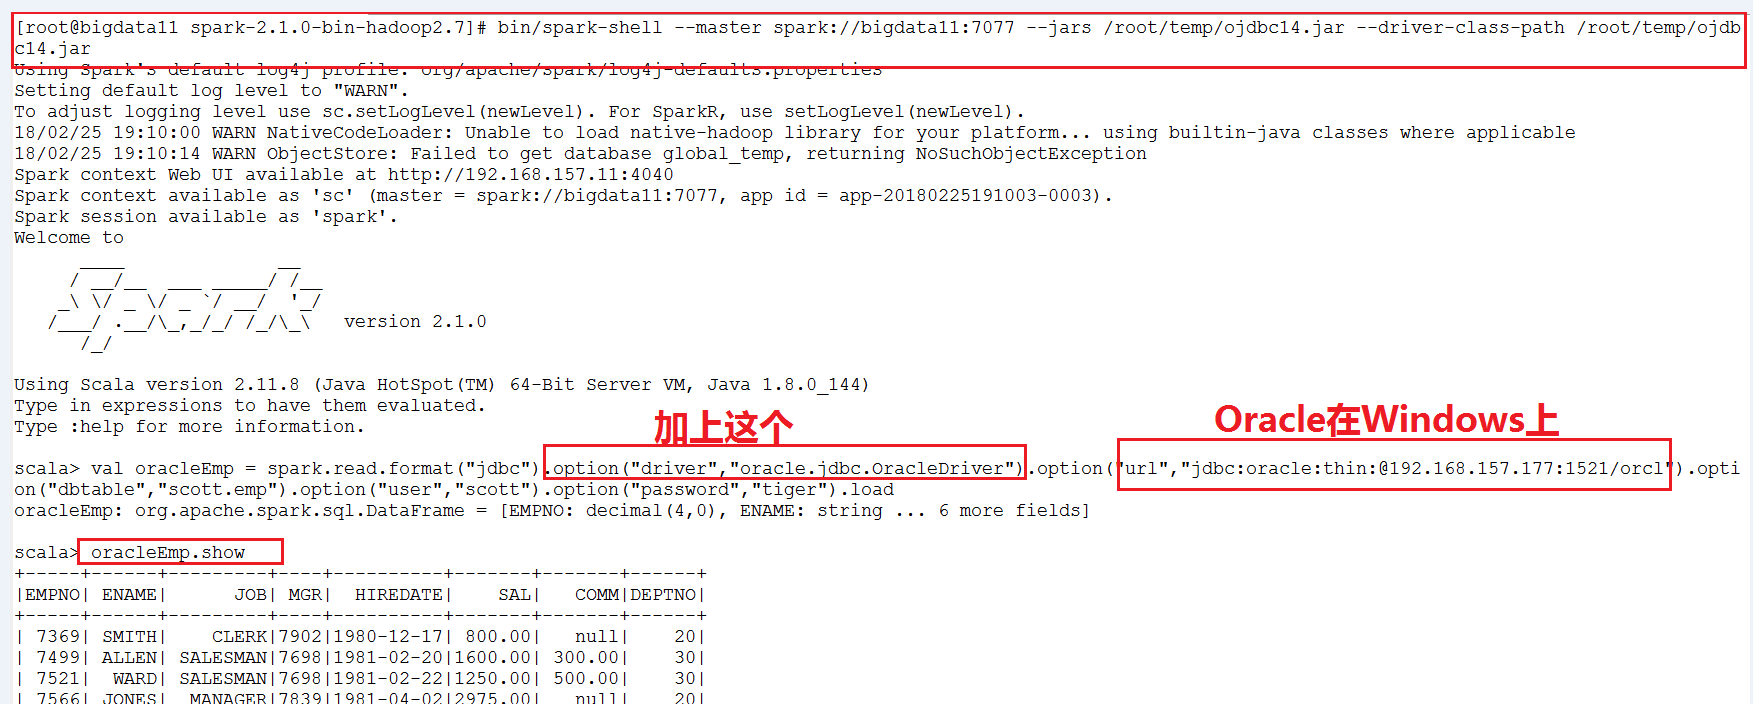 [root@bigdata11 spark-2.1.0-bin-hadoop2.7]# bin/spark-shell --master spark://bigdata11:7077 --jars /root/temp/ojdbc14.jar --driver-class-path /root/temp/ojdb
c14.jar
Using Spark's default log4j profile: org/apache/spark/log4j-defaults.properties
Setting default log level to "WARN".
To adjust logging level use sc.setLogLevel(newLevel). For SparkR, use setLogLevel(newLevel).
18/02/25 19:10:00 WARN NativeCodeLoader: Unable to load native-hadoop library for your platform... using builtin-java classes where applicable
18/02/25 19:10:14 WARN ObjectStore: Failed to get database global_temp, returning NoSuchObjectException
Spark context Web UI available at http://192.168.157.11:4040
Spark context available as 'sc' (master = spark://bigdata11:7077, app id = app-20180225191003-0003).
Spark session available as 'spark'.
Welcome to
      ____              __
     / __/__  ___ _____/ /__
    _\ \/ _ \/ _ `/ __/  '_/
   /___/ .__/\_,_/_/ /_/\_\   version 2.1.0
      /_/
Using Scala version 2.11.8 (Java HotSpot(TM) 64-Bit Server VM, Java 1.8.0_144)
Type in expressions to have them evaluated.
Type :help for more information.
加上这个
Oracle在Windows上
scala> val oracleEmp = spark.read.format("jdbc").option("driver","oracle.jdbc.OracleDriver").option("url","jdbc:oracle:thin:@192.168.157.177:1521/orcl").opti
on("dbtable","scott.emp").option("user","scott").option("password","tiger").load
oracleEmp: org.apache.spark.sql.DataFrame = [EMPNO: decimal(4,0), ENAME: string ... 6 more fields]
scala> oracleEmp.show
+-----+------+---------+----+----------+-------+-------+------+
|EMPNO| ENAME|      JOB| MGR|  HIREDATE|    SAL|   COMM|DEPTNO|
+-----+------+---------+----+----------+-------+-------+------+
| 7369| SMITH|    CLERK|7902|1980-12-17| 800.00|   null|    20|
| 7499| ALLEN| SALESMAN|7698|1981-02-20|1600.00| 300.00|    30|
| 7521|  WARD| SALESMAN|7698|1981-02-22|1250.00| 500.00|    30|
| 7566| JONES|  MANAGER|7839|1981-04-02|2975.00|   null|    20|